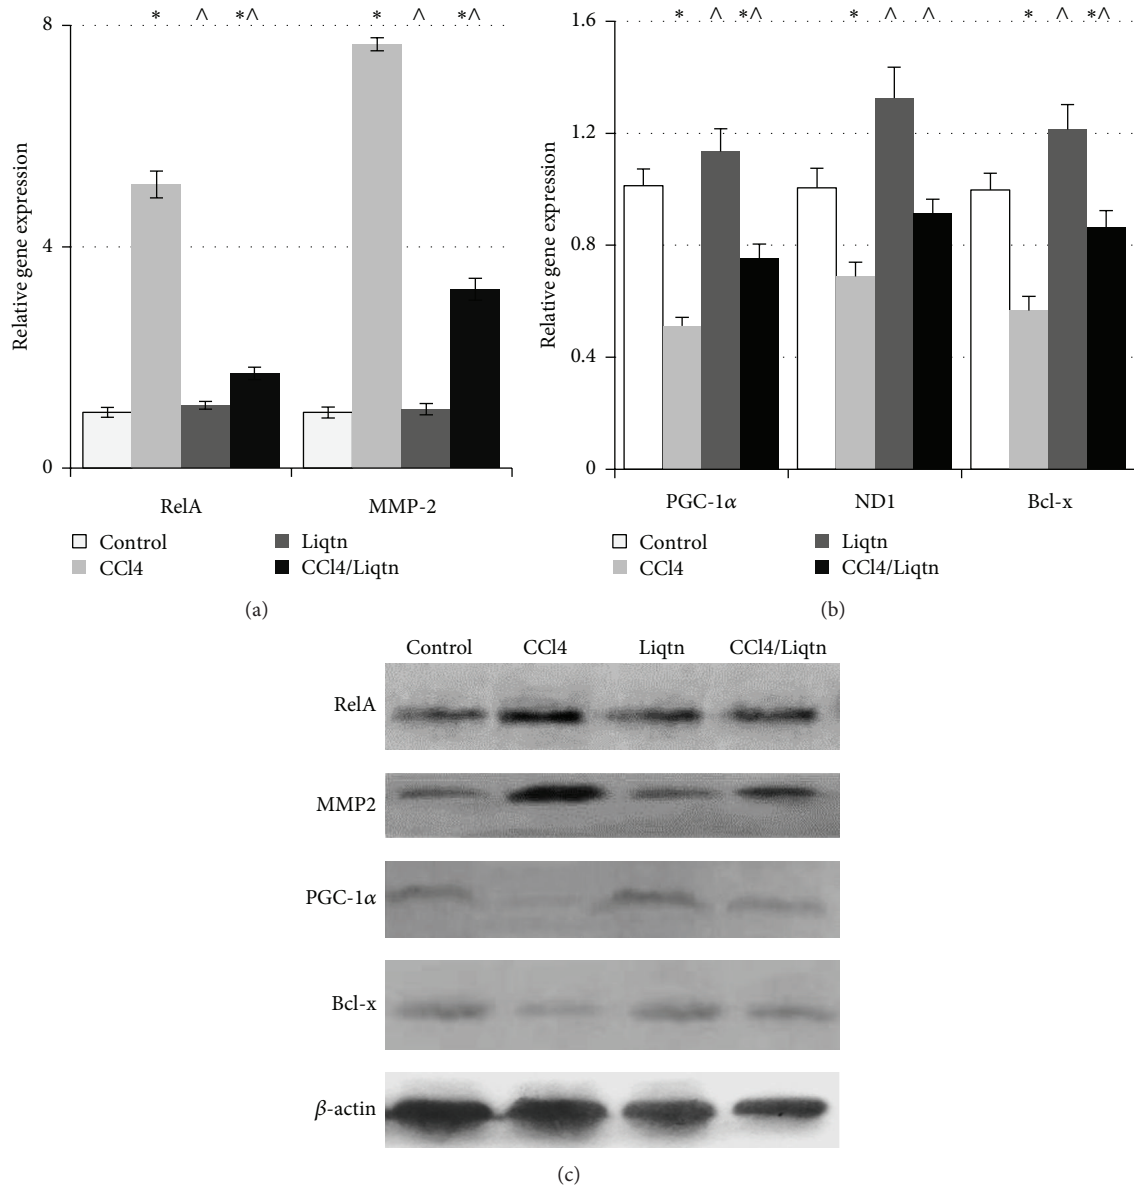 * ^ *^ * ^ *^
8
4
0
Relative gene expression
RelA MMP-2
Control Liqtn
CCl4 CCl4/Liqtn
(a)
* ^ *^ * ^ ^ * ^ *^
1.6
1.2
0.8
0.4
0
Relative gene expression
PGC-1α ND1 Bcl-x
Control Liqtn
CCl4 CCl4/Liqtn
(b)
Control CCl4 Liqtn CCl4/Liqtn
RelA
MMP2
PGC-1α
Bcl-x
β-actin
(c)